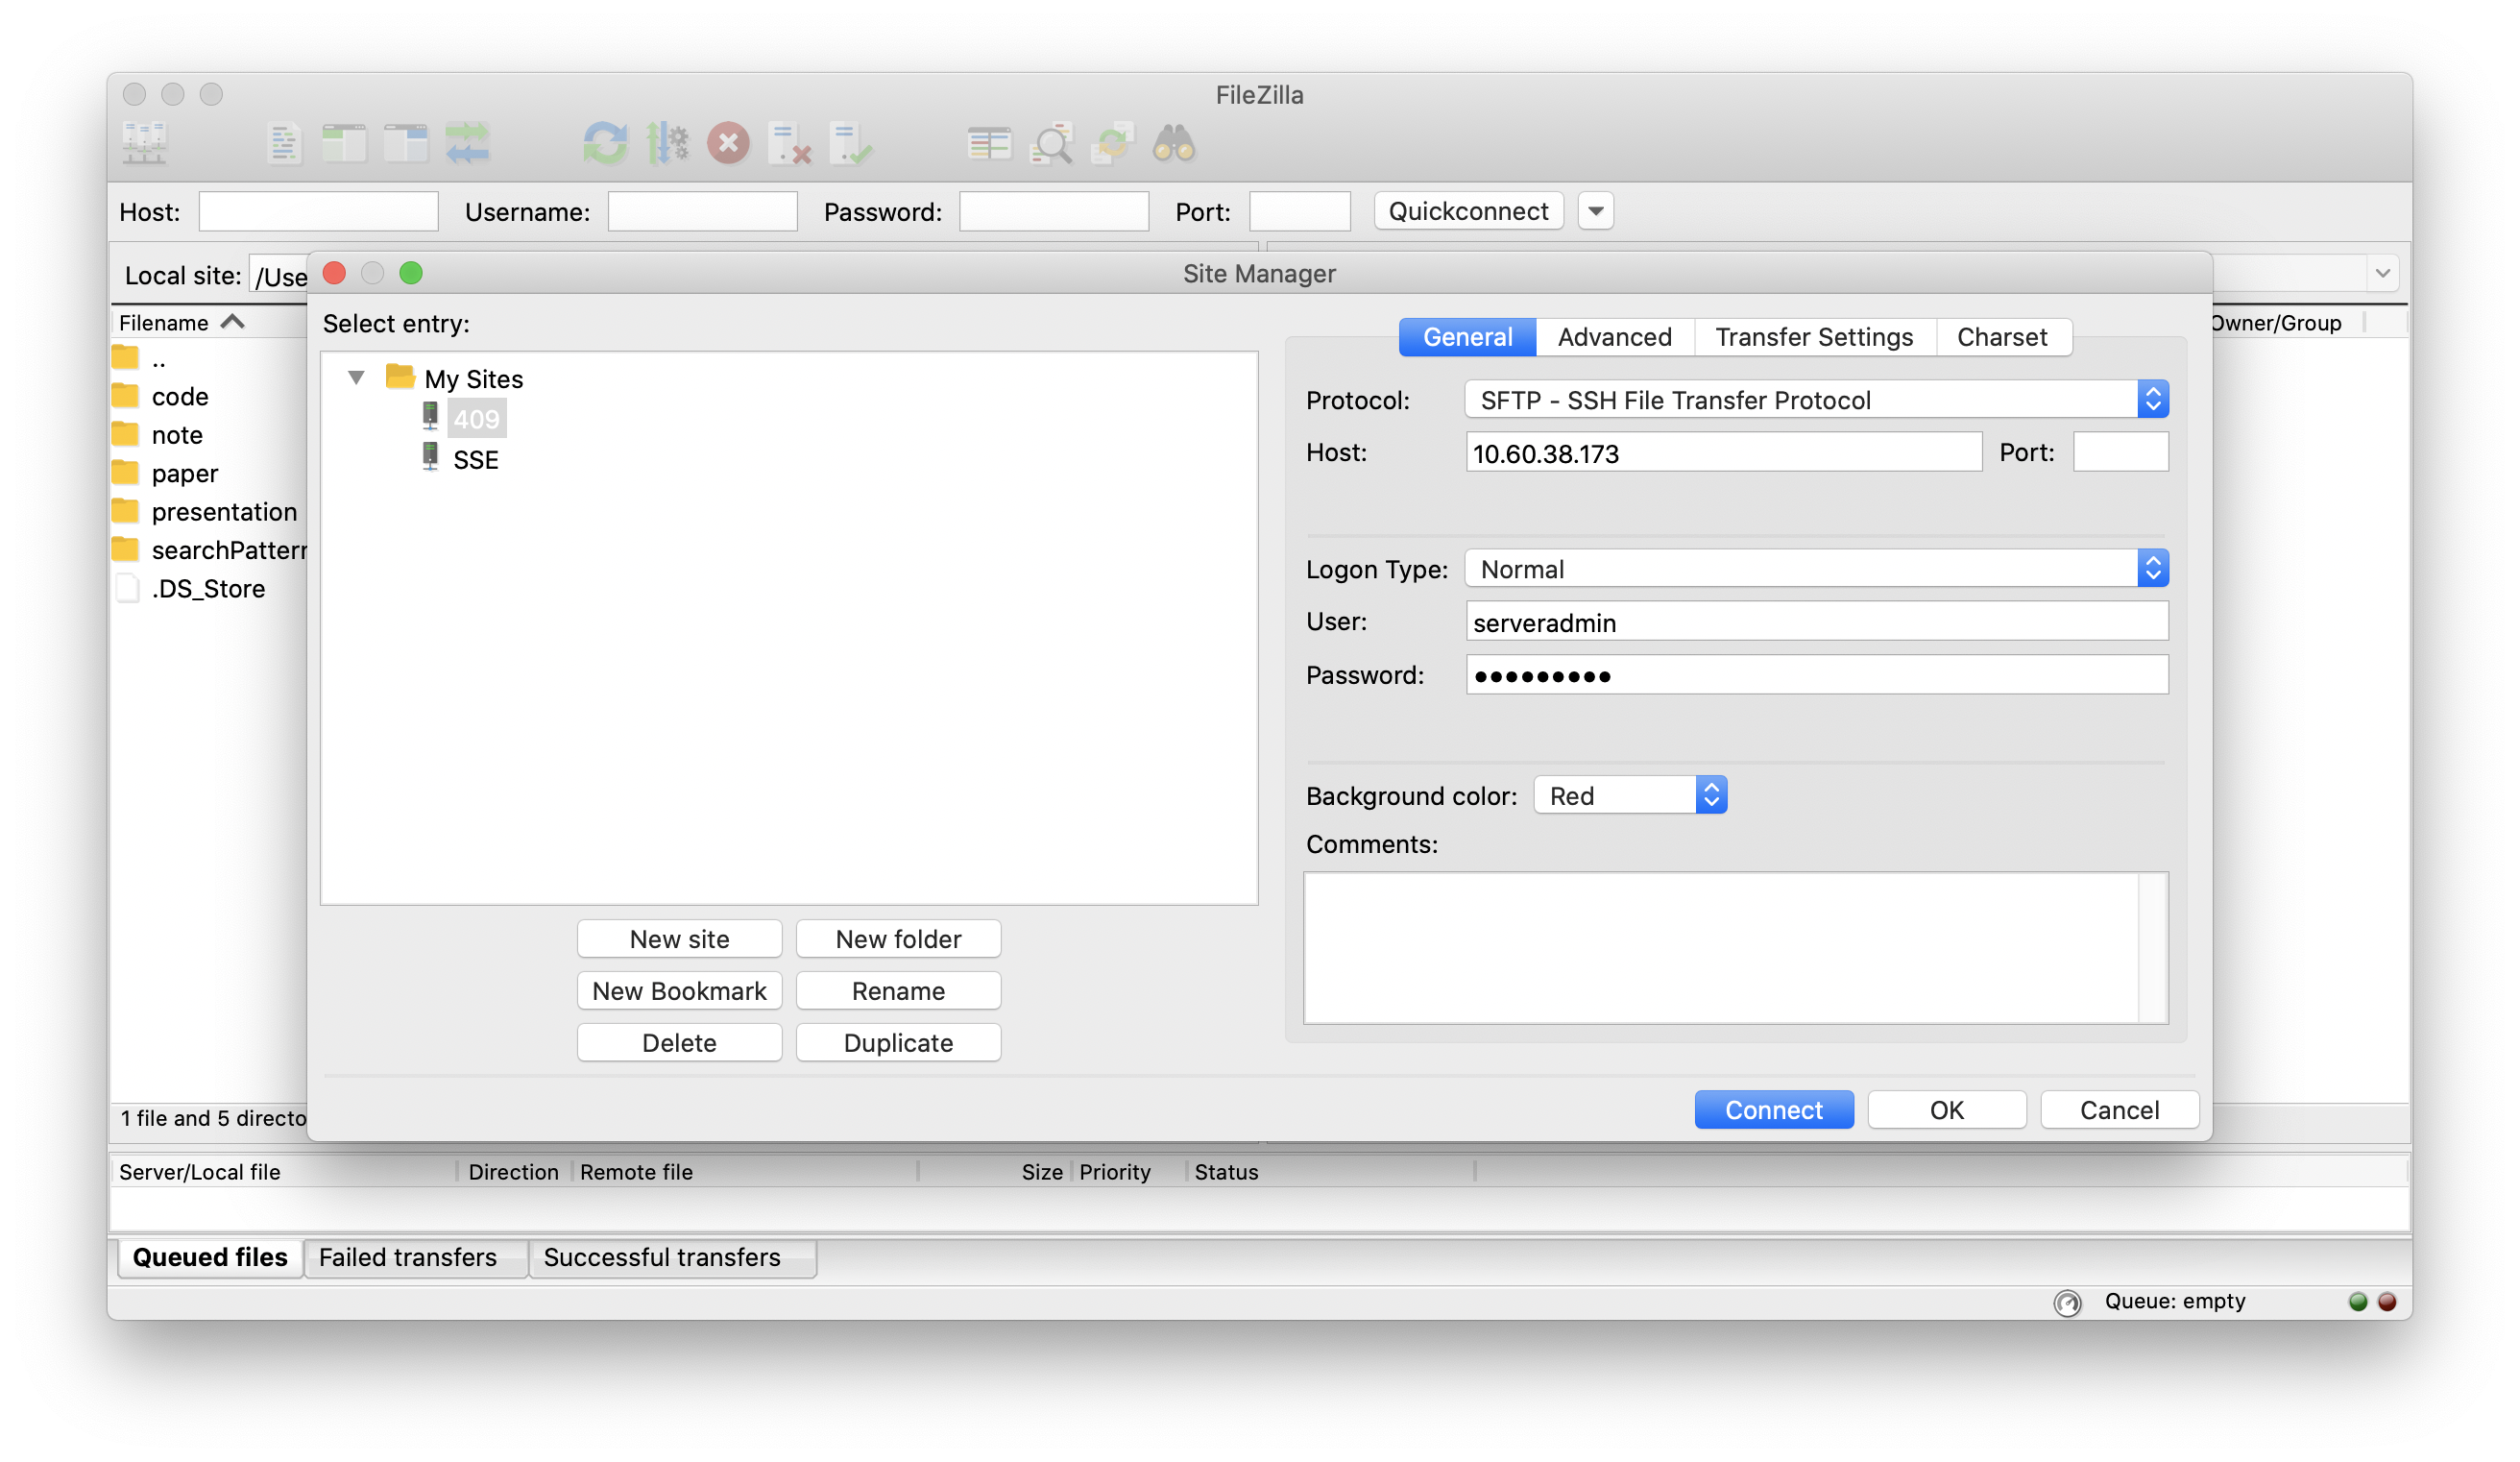 FileZilla
Host: Username: Password: Port: Quickconnect
Local site: /Use
Site Manager
Filename
Owner/Group
..
code
note
paper
presentation
searchPattern
.DS_Store
1 file and 5 directo
Select entry:
My Sites
409
SSE
New site New folder
New Bookmark Rename
Delete Duplicate
General Advanced Transfer Settings Charset
Protocol: SFTP - SSH File Transfer Protocol
Host: 10.60.38.173 Port:
Logon Type: Normal
User: serveradmin
Password: ●●●●●●●●●
Background color: Red
Comments:
Connect OK Cancel
Server/Local file Direction Remote file Size Priority Status
Queued files Failed transfers Successful transfers
Queue: empty